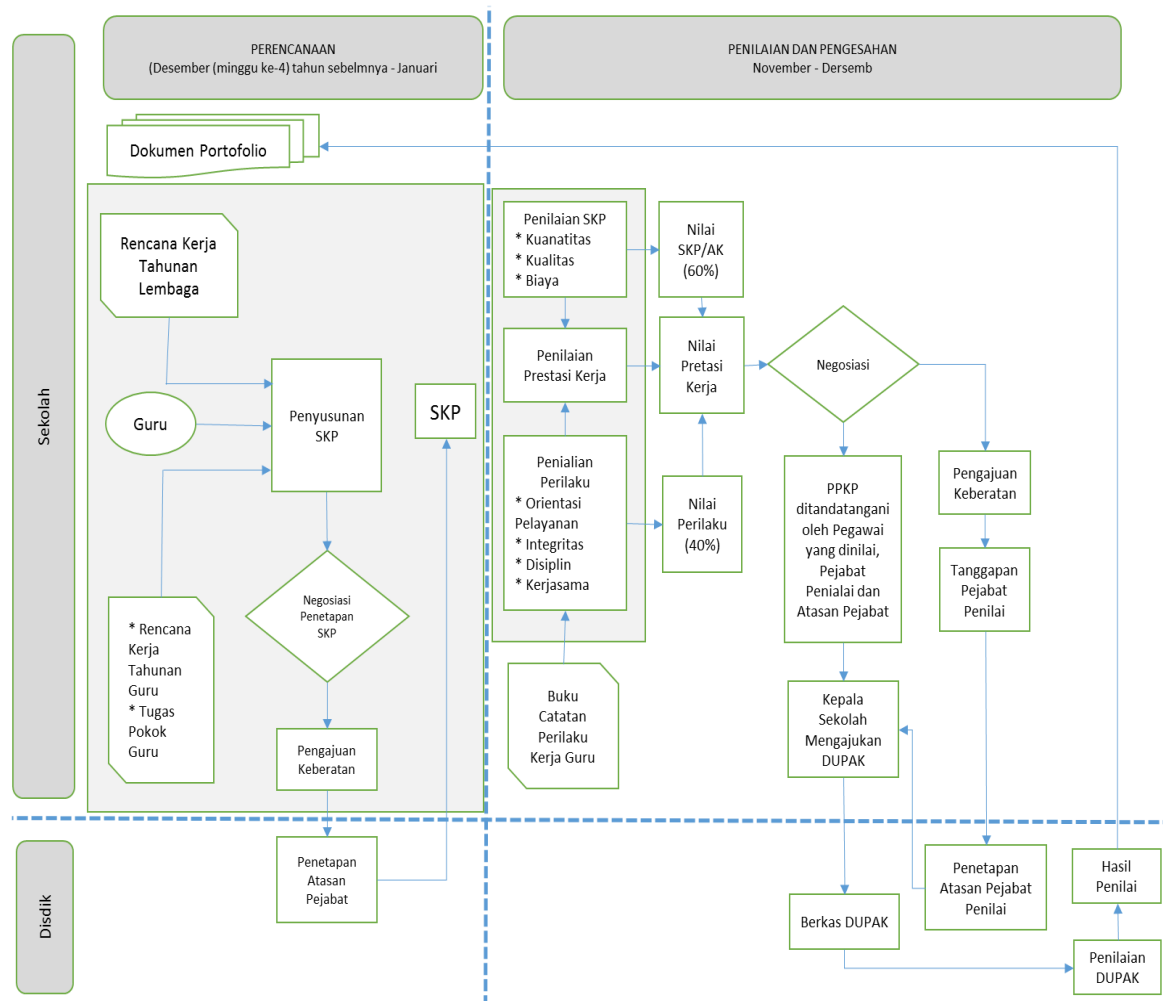 PERENCANAAN
(Desember (minggu ke-4) tahun sebelmnya - Januari
PENILAIAN DAN PENGESAHAN
November - Dersemb
Sekolah
Dokumen Portofolio
Rencana Kerja
Tahunan
Lembaga
Guru
Penyusunan
SKP
SKP
Negosiasi
Penetapan
SKP
* Rencana
Kerja
Tahunan
Guru
* Tugas
Pokok
Guru
Pengajuan
Keberatan
Penilaian SKP
* Kuanatitas
* Kualitas
* Biaya
Nilai
SKP/AK
(60%)
Penilaian
Prestasi Kerja
Nilai
Pretasi
Kerja
Negosiasi
Penialian
Perilaku
* Orientasi
Pelayanan
* Integritas
* Disiplin
* Kerjasama
Nilai
Perilaku
(40%)
PPKP
ditandatangani
oleh Pegawai
yang dinilai,
Pejabat
Penialai dan
Atasan Pejabat
Pengajuan
Keberatan
Tanggapan
Pejabat
Penilai
Buku
Catatan
Perilaku
Kerja Guru
Kepala
Sekolah
Mengajukan
DUPAK
Disdik
Penetapan
Atasan
Pejabat
Berkas DUPAK
Penetapan
Atasan Pejabat
Penilai
Hasil
Penilai
Penilaian
DUPAK